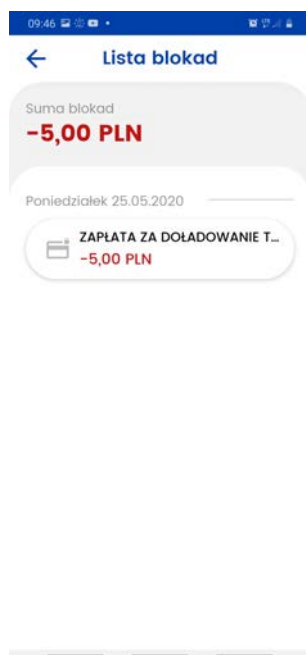 09:46
Lista blokad
Suma blokad
-5,00 PLN
Poniedziałek 25.05.2020
ZAPŁATA ZA DOŁADOWANIE T...
-5,00 PLN